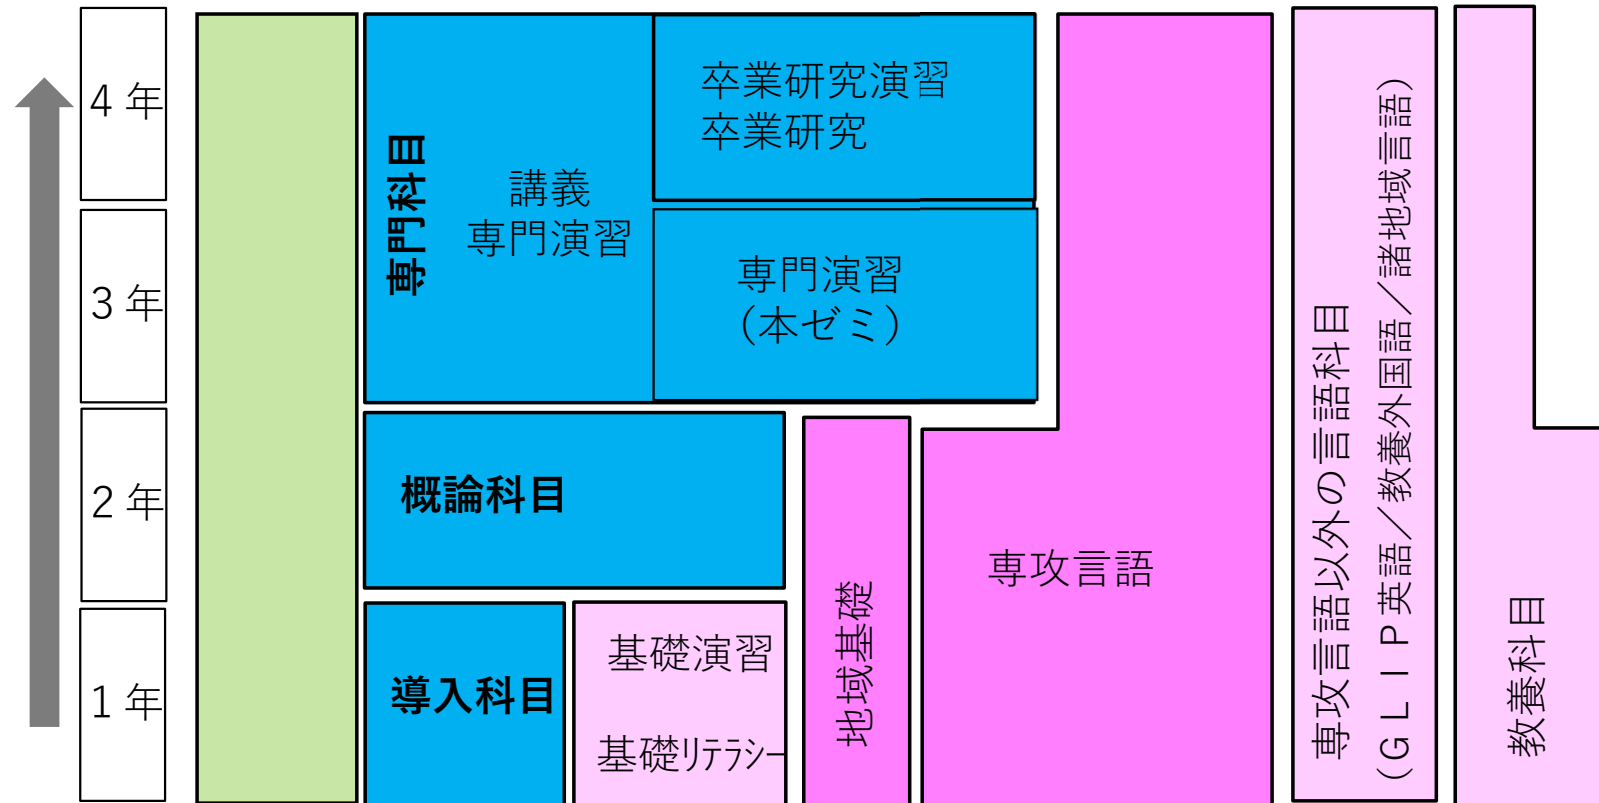 4 年
3 年
2 年
1 年
専門科目
講義
専門演習
卒業研究演習
卒業研究
専門演習
(本ゼミ)
概論科目
導入科目
基礎演習
基礎リテラシー
地域基礎
専攻言語
専攻言語以外の言語科目
(ＧＬＩＰ英語／教養外国語／諸地域言語)
教養科目